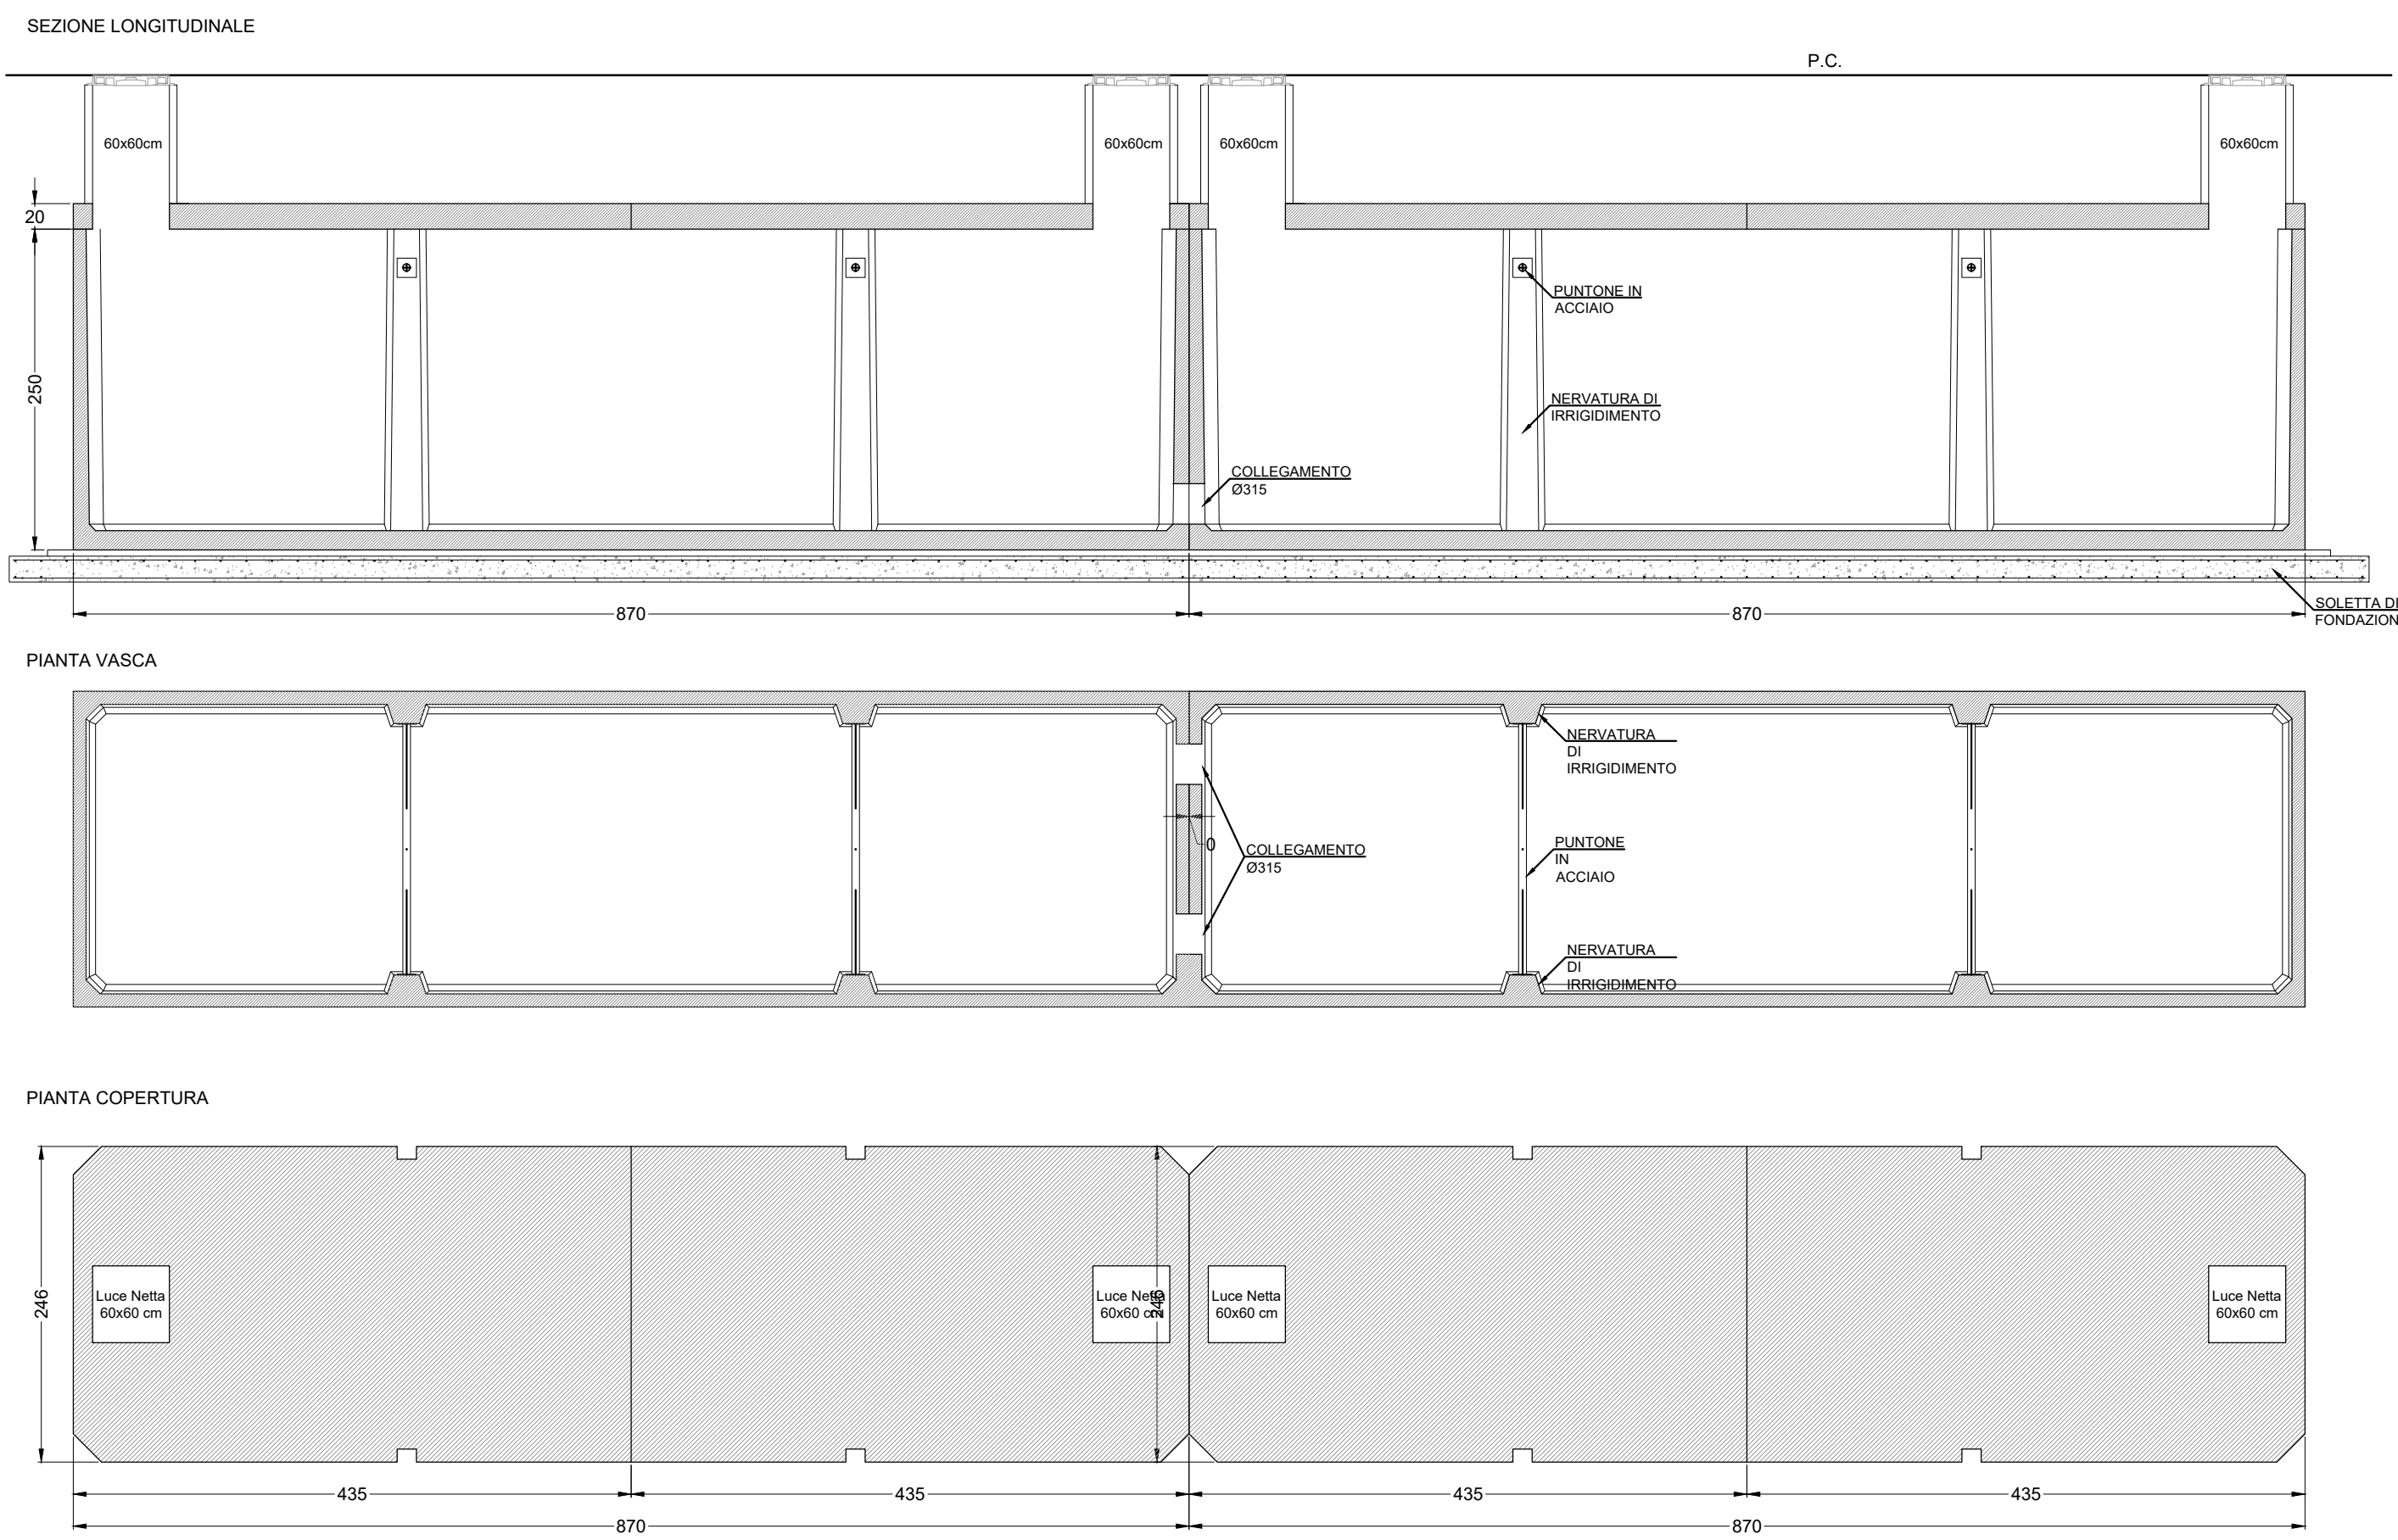 SEZIONE LONGITUDINALE
P.C.
60x60cm
60x60cm
60x60cm
60x60cm
20
250
PUNTONE IN
ACCIAIO
NERVATURA DI
IRRIGIDIMENTO
COLLEGAMENTO
Ø315
870
870
SOLETTA DI
FONDAZION
PIANTA VASCA
NERVATURA
DI
IRRIGIDIMENTO
0
COLLEGAMENTO
Ø315
PUNTONE
IN
ACCIAIO
NERVATURA
DI
IRRIGIDIMENTO
PIANTA COPERTURA
246
Luce Netta
60x60 cm
Luce Netta
60x60 cm
246
Luce Netta
60x60 cm
Luce Netta
60x60 cm
435
435
435
435
870
870